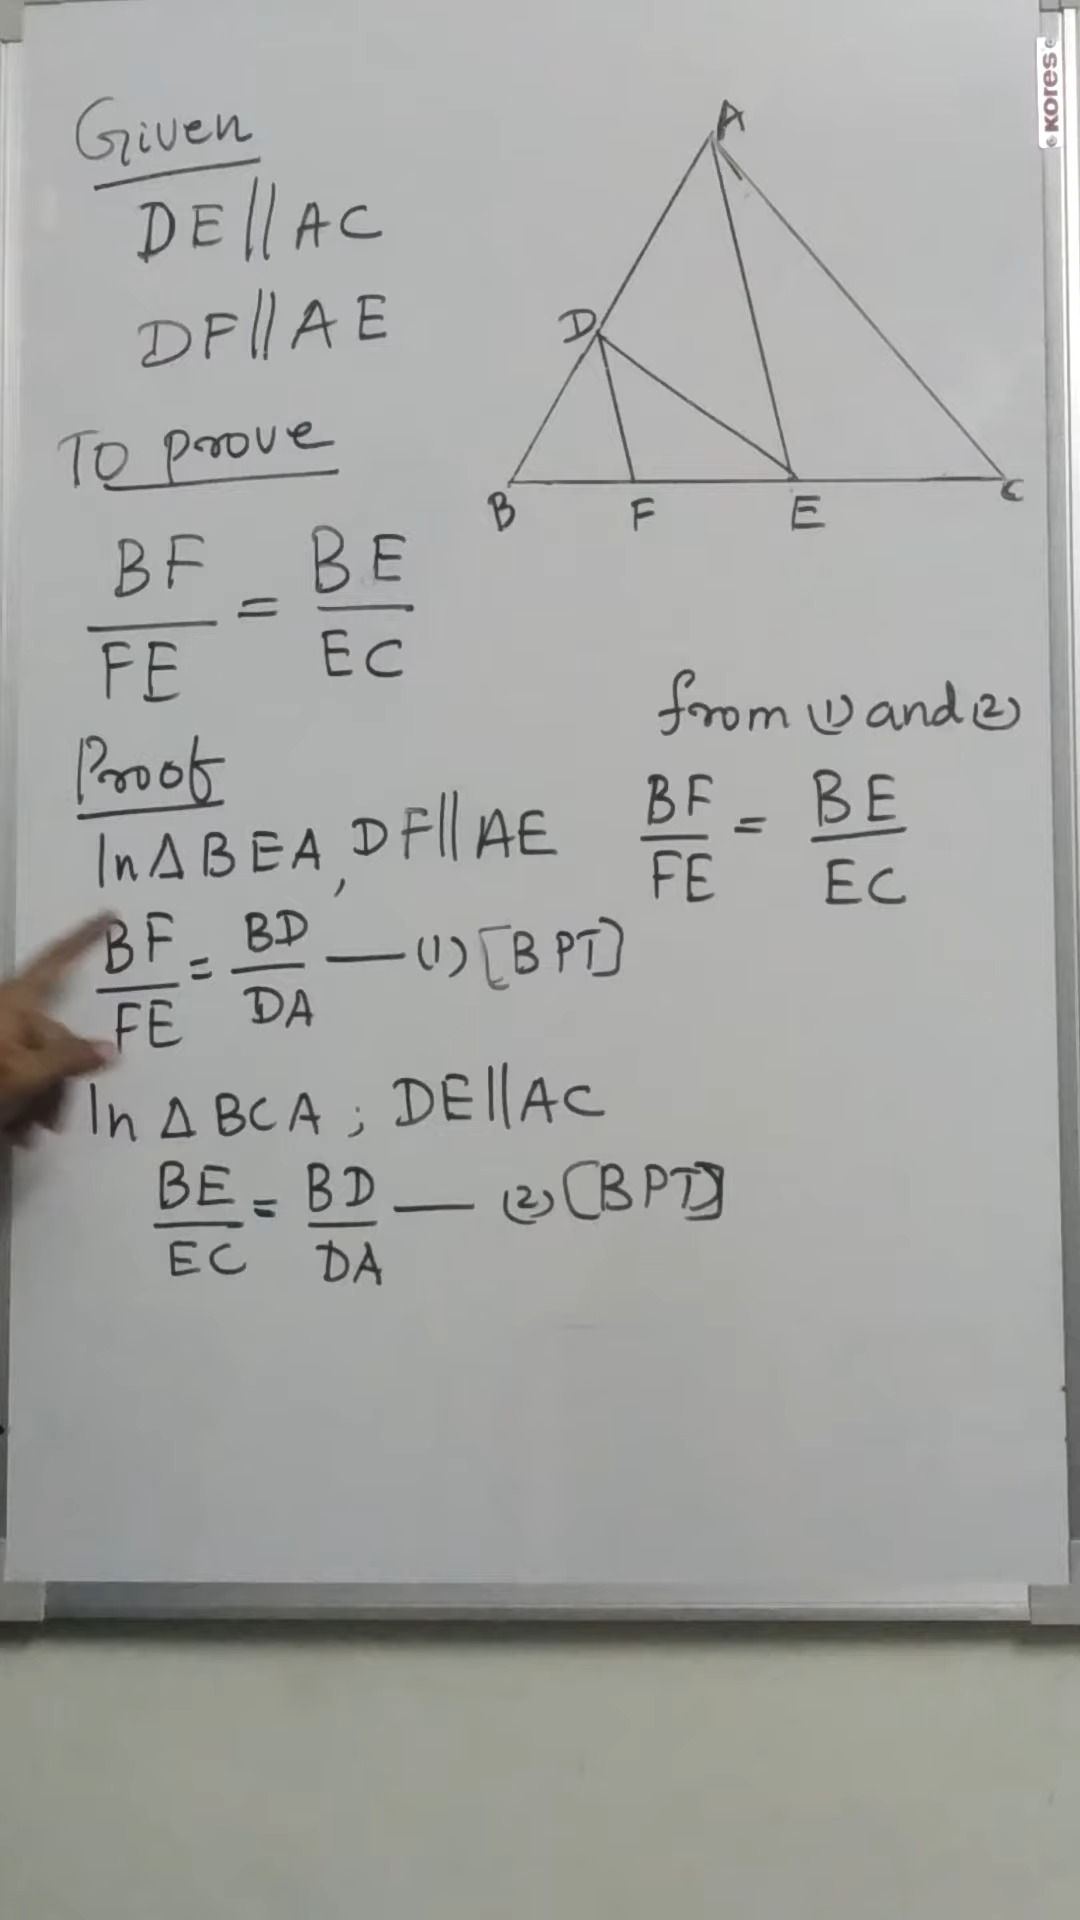 Given
DE || AC
DF || AE
To prove
BF/FE = BE/EC
Proof
In Δ BEA, DF || AE
BF/FE = BD/DA — (1) [BPT]
In Δ BCA ; DE || AC
BE/EC = BD/DA — (2) [BPT]
from (1) and (2)
BF/FE = BE/EC
A
D
B
F
E
C
KORES